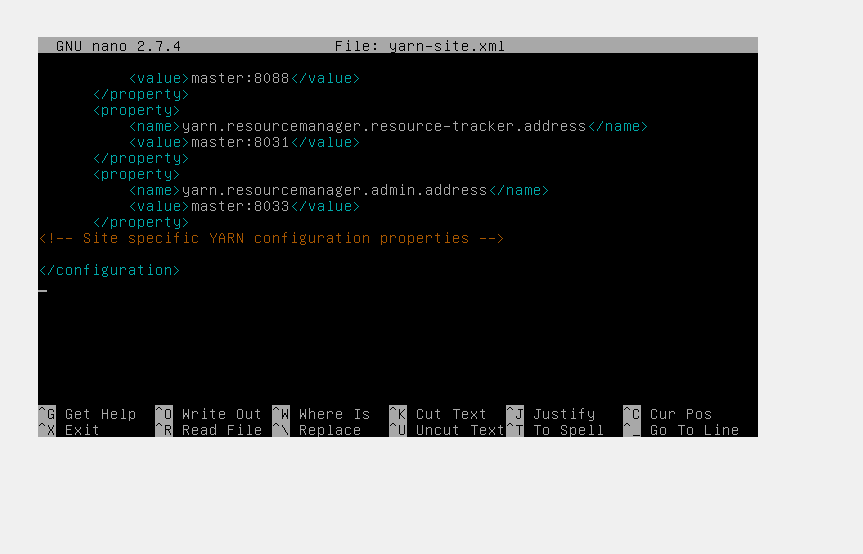 GNU nano 2.7.4 File: yarn-site.xml
<value>master:8088</value>
</property>
<property>
<name>yarn.resourcemanager.resource-tracker.address</name>
<value>master:8031</value>
</property>
<property>
<name>yarn.resourcemanager.admin.address</name>
<value>master:8033</value>
</property>
<!-- Site specific YARN configuration properties -->
</configuration>
^G Get Help ^O Write Out ^W Where Is ^K Cut Text ^J Justify ^C Cur Pos
^X Exit ^R Read File ^\ Replace ^U Uncut Text ^T To Spell ^_ Go To Line